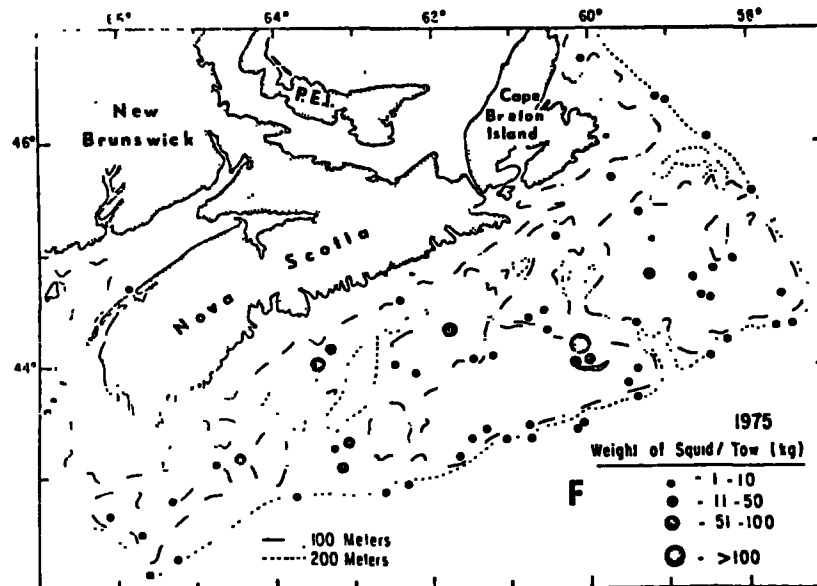 65° 64° 62° 60° 58°
P.E.I.
New
Brunswick
Cape
Breton
Island
46°
Nova Scotia
44°
1975
Weight of Squid/ Tow (kg)
F
- 1 - 10
- 11 - 50
- 51 - 100
- >100
100 Meters
200 Meters